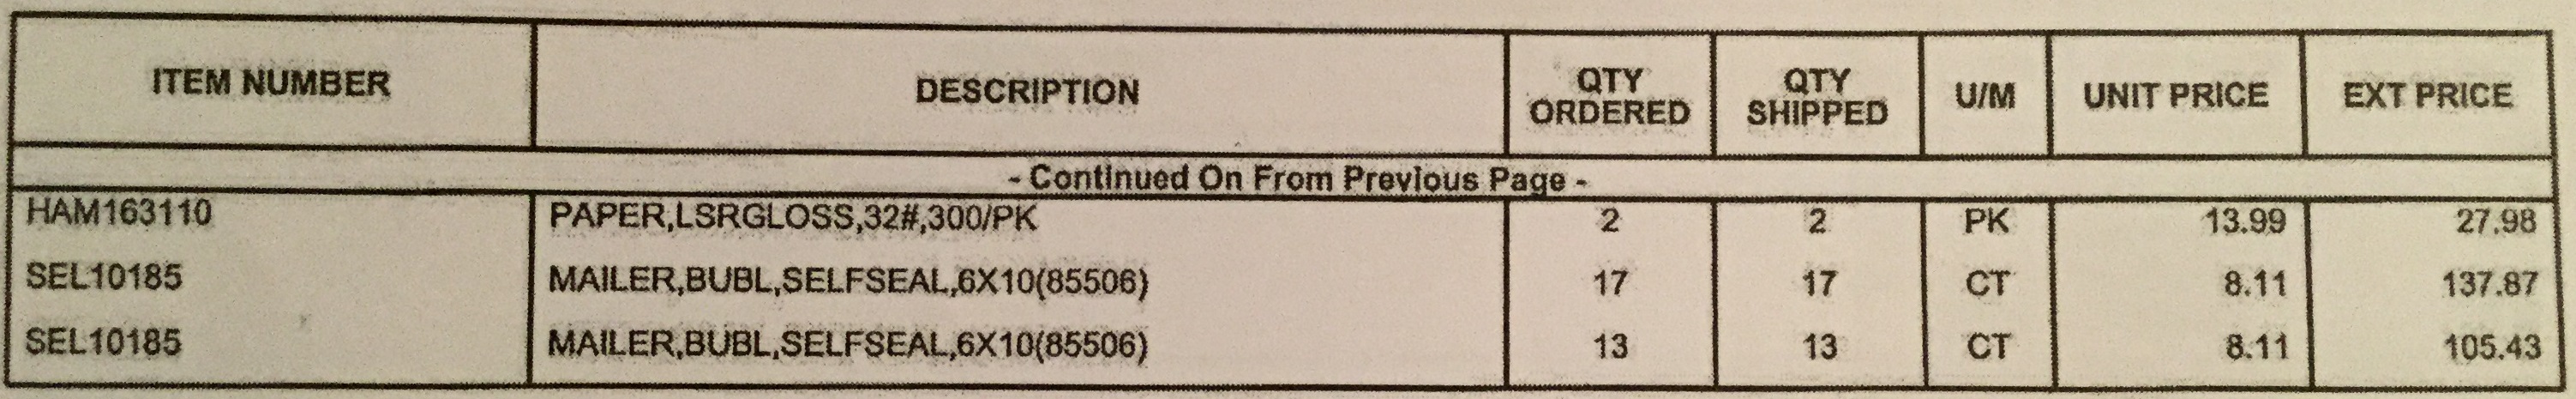 ITEM NUMBER DESCRIPTION QTY ORDERED QTY SHIPPED U/M UNIT PRICE EXT PRICE
- Continued On From Previous Page -
HAM163110 PAPER,LSRGLOSS,32#,300/PK 2 2 PK 13.99 27.98
SEL10185 MAILER,BUBL,SELFSEAL,6X10(85506) 17 17 CT 8.11 137.87
SEL10185 MAILER,BUBL,SELFSEAL,6X10(85506) 13 13 CT 8.11 105.43